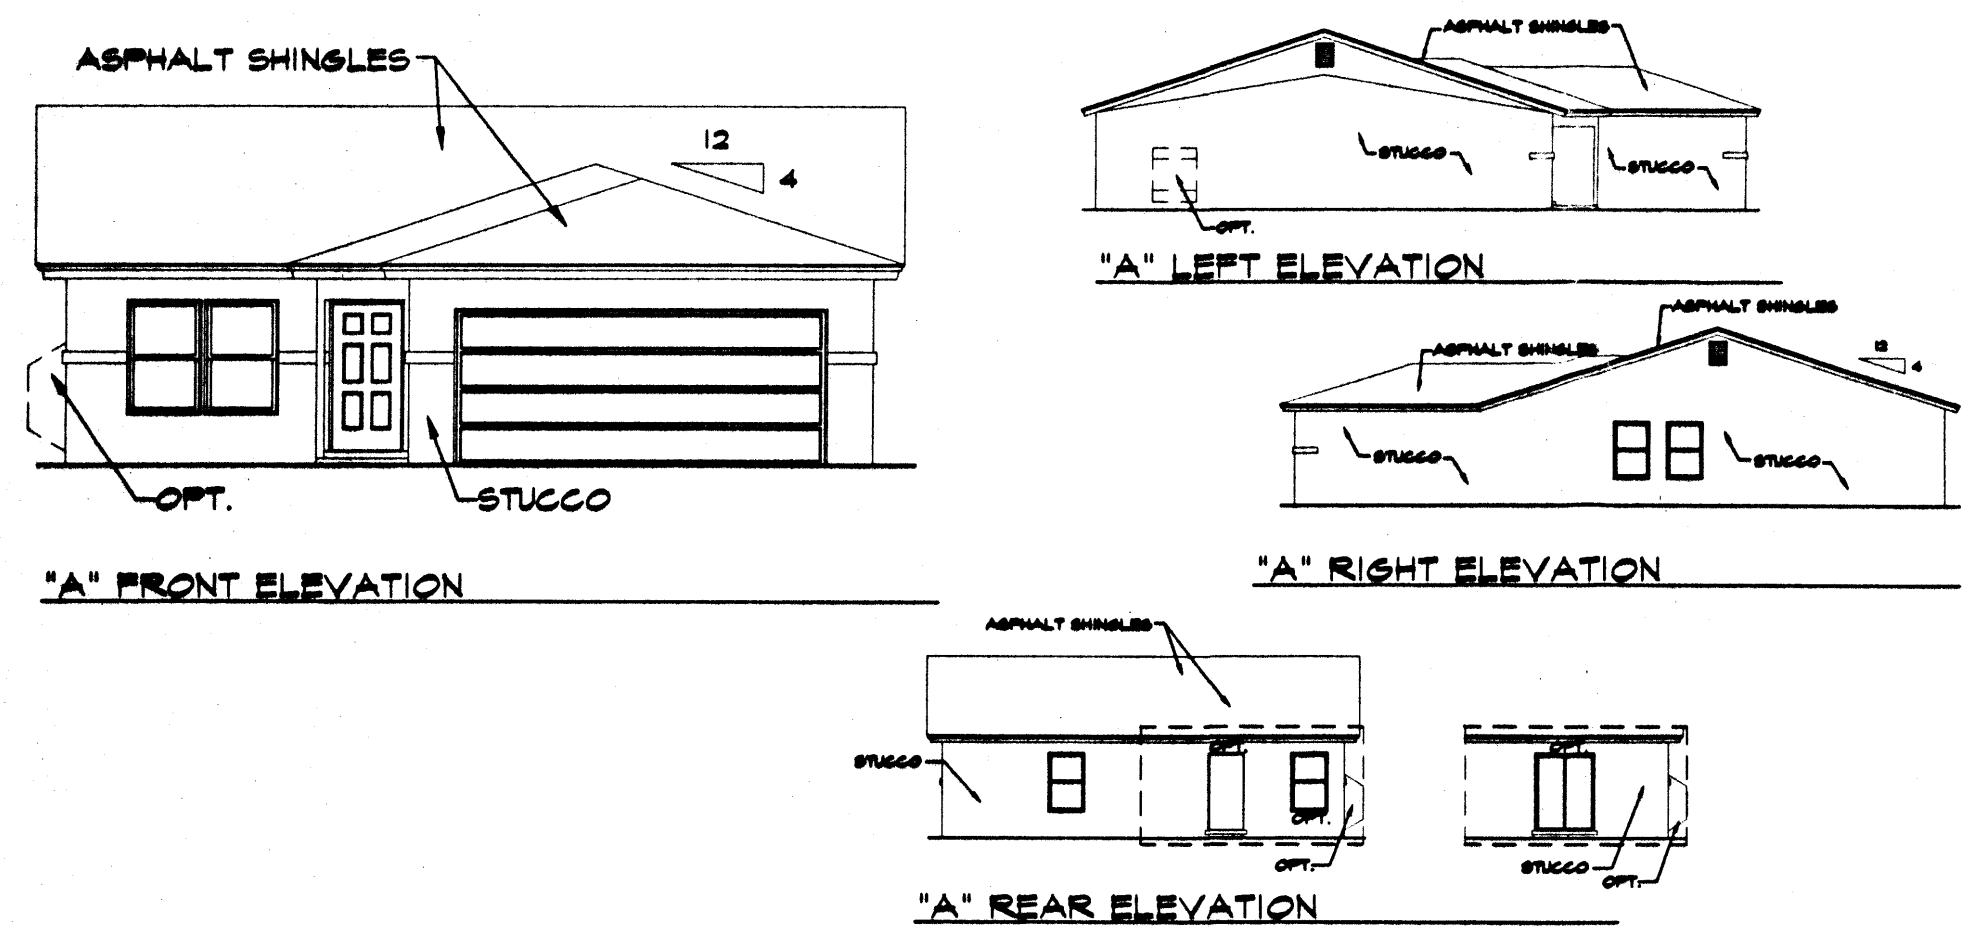 ASPHALT SHINGLES
12
4
OPT.
STUCCO
"A" FRONT ELEVATION
ASPHALT SHINGLES
STUCCO
STUCCO
OPT.
"A" LEFT ELEVATION
ASPHALT SHINGLES
ASPHALT SHINGLES
12
4
STUCCO
STUCCO
"A" RIGHT ELEVATION
ASPHALT SHINGLES
OPT.
OPT.
STUCCO
OPT.
OPT.
STUCCO
OPT.
"A" REAR ELEVATION